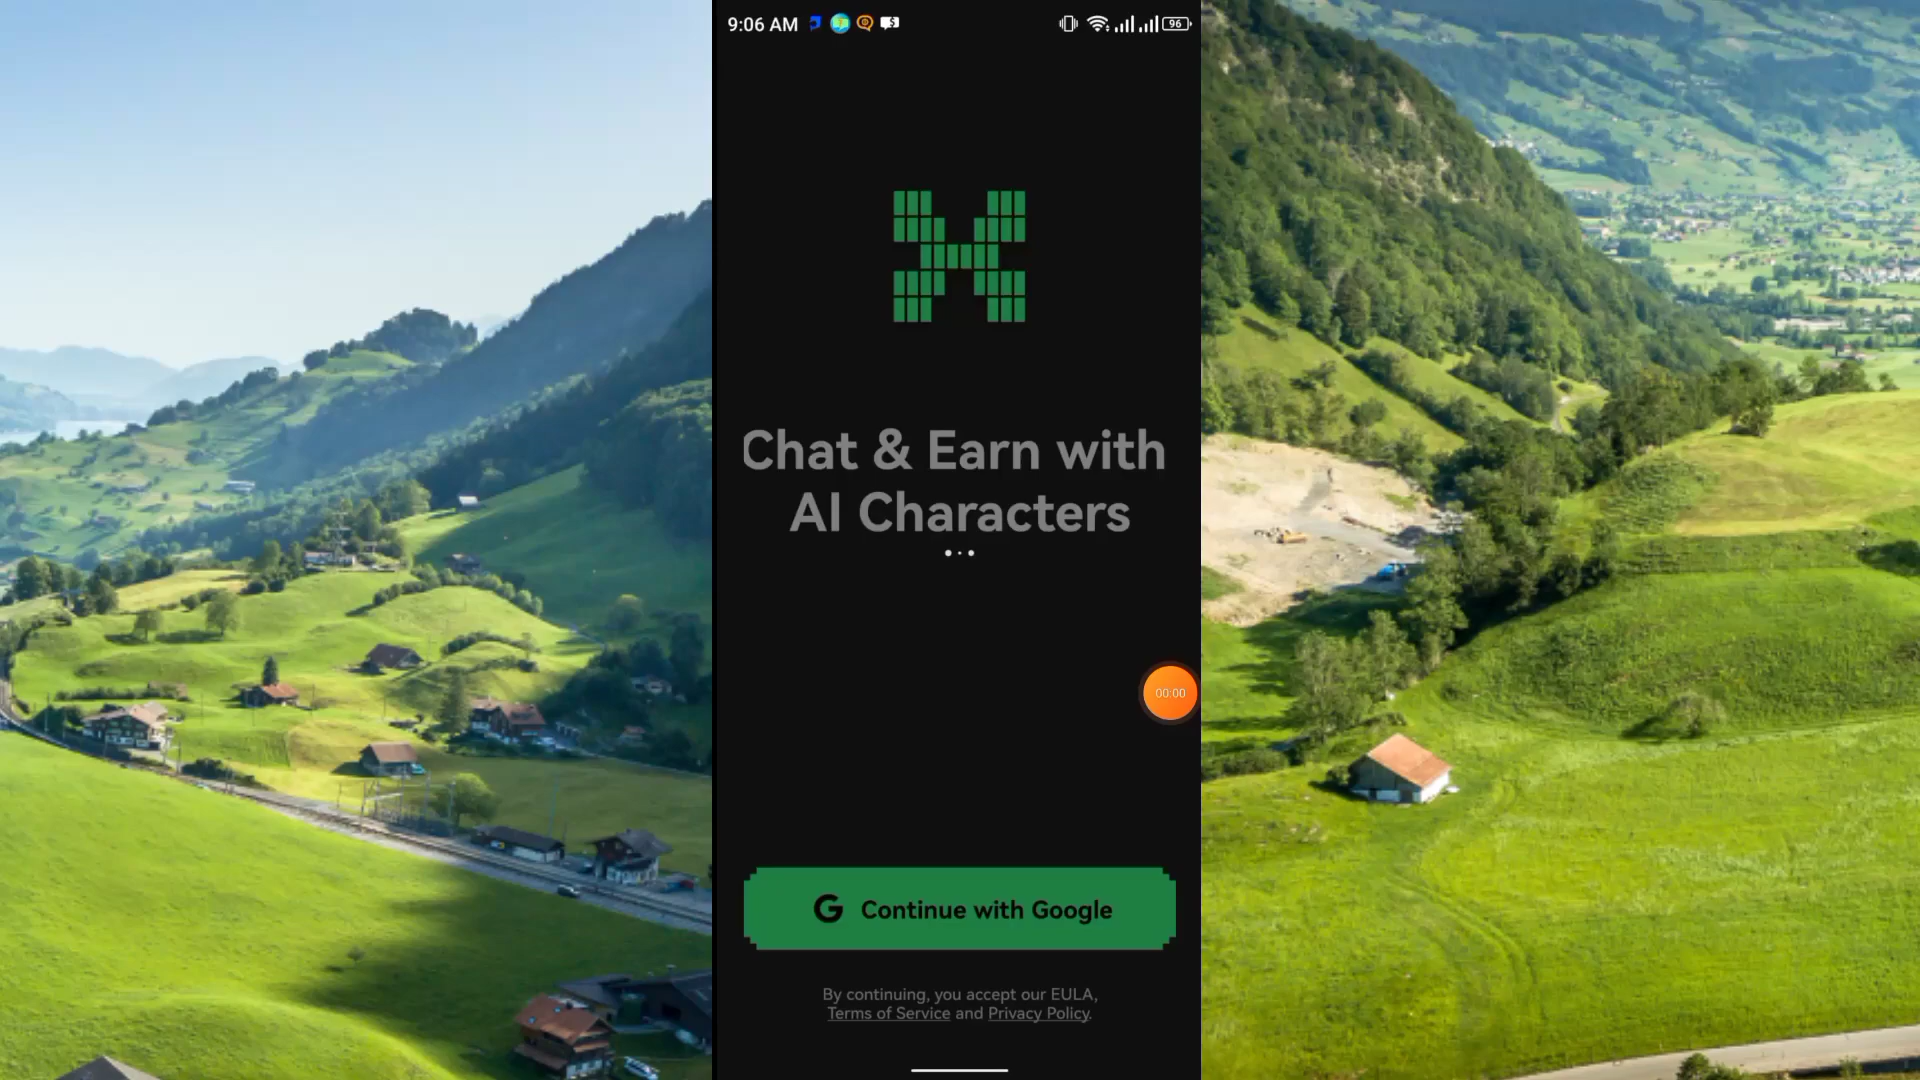 9:06 AM
96
Chat & Earn with
AI Characters
00:00
Continue with Google
By continuing, you accept our EULA,
Terms of Service and Privacy Policy.